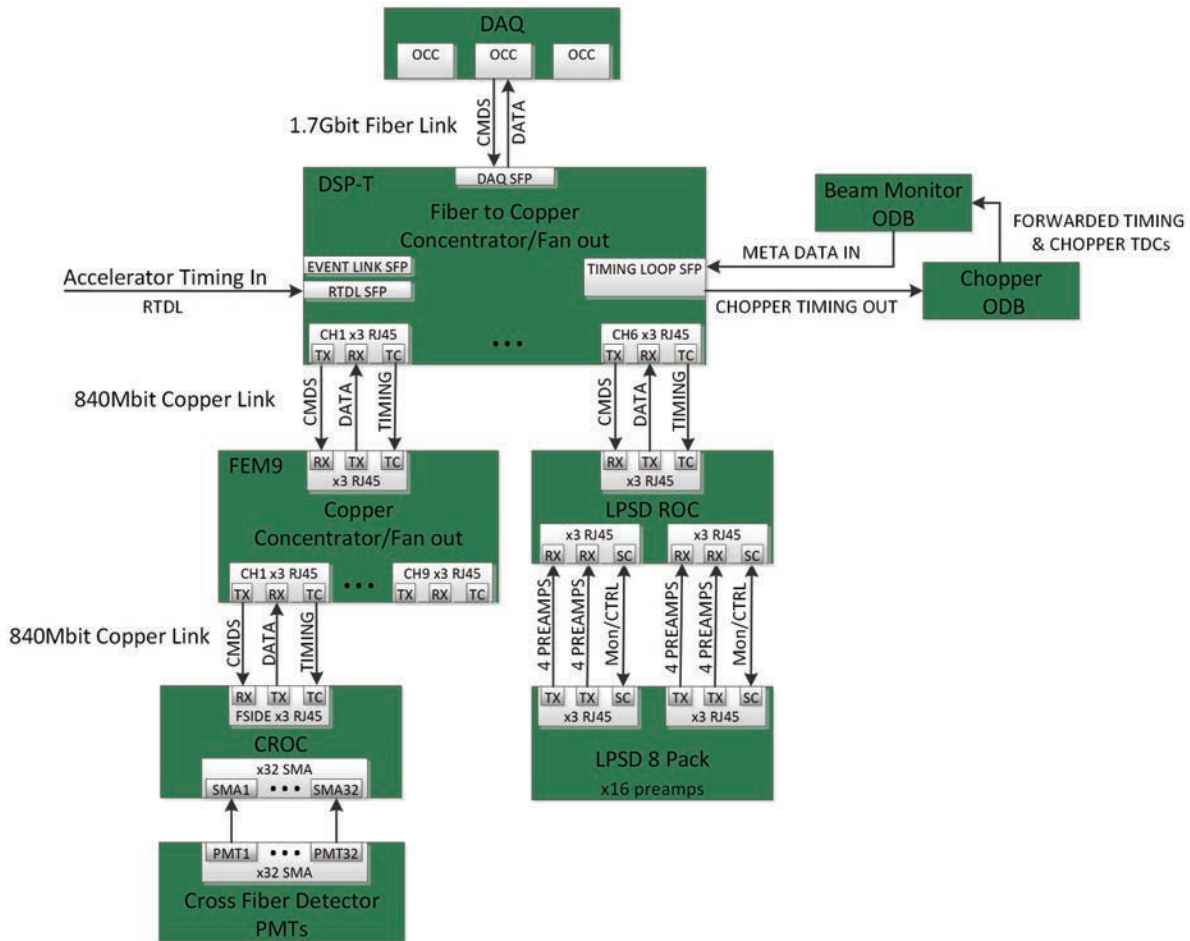 DAQ
OCC OCC OCC
1.7Gbit Fiber Link
CMDS
DATA
DSP-T
DAQ SFP
Fiber to Copper
Concentrator/Fan out
EVENT LINK SFP
RTDL SFP
TIMING LOOP SFP
Accelerator Timing In
RTDL
META DATA IN
CHOPPER TIMING OUT
Beam Monitor
ODB
FORWARDED TIMING
& CHOPPER TDCs
Chopper
ODB
CH1 x3 RJ45
TX RX TC
•••
CH6 x3 RJ45
TX RX TC
840Mbit Copper Link
CMDS
DATA
TIMING
CMDS
DATA
TIMING
FEM9
RX TX TC
x3 RJ45
Copper
Concentrator/Fan out
CH1 x3 RJ45
TX RX TC
•••
CH9 x3 RJ45
TX RX TC
RX TX TC
x3 RJ45
LPSD ROC
x3 RJ45
RX RX SC
x3 RJ45
RX RX SC
840Mbit Copper Link
CMDS
DATA
TIMING
4 PREAMPS
4 PREAMPS
Mon/CTRL
4 PREAMPS
4 PREAMPS
Mon/CTRL
RX TX TC
FSIDE x3 RJ45
CROC
x32 SMA
SMA1 ••• SMA32
TX TX SC
x3 RJ45
TX TX SC
x3 RJ45
LPSD 8 Pack
x16 preamps
PMT1 ••• PMT32
x32 SMA
Cross Fiber Detector
PMTs